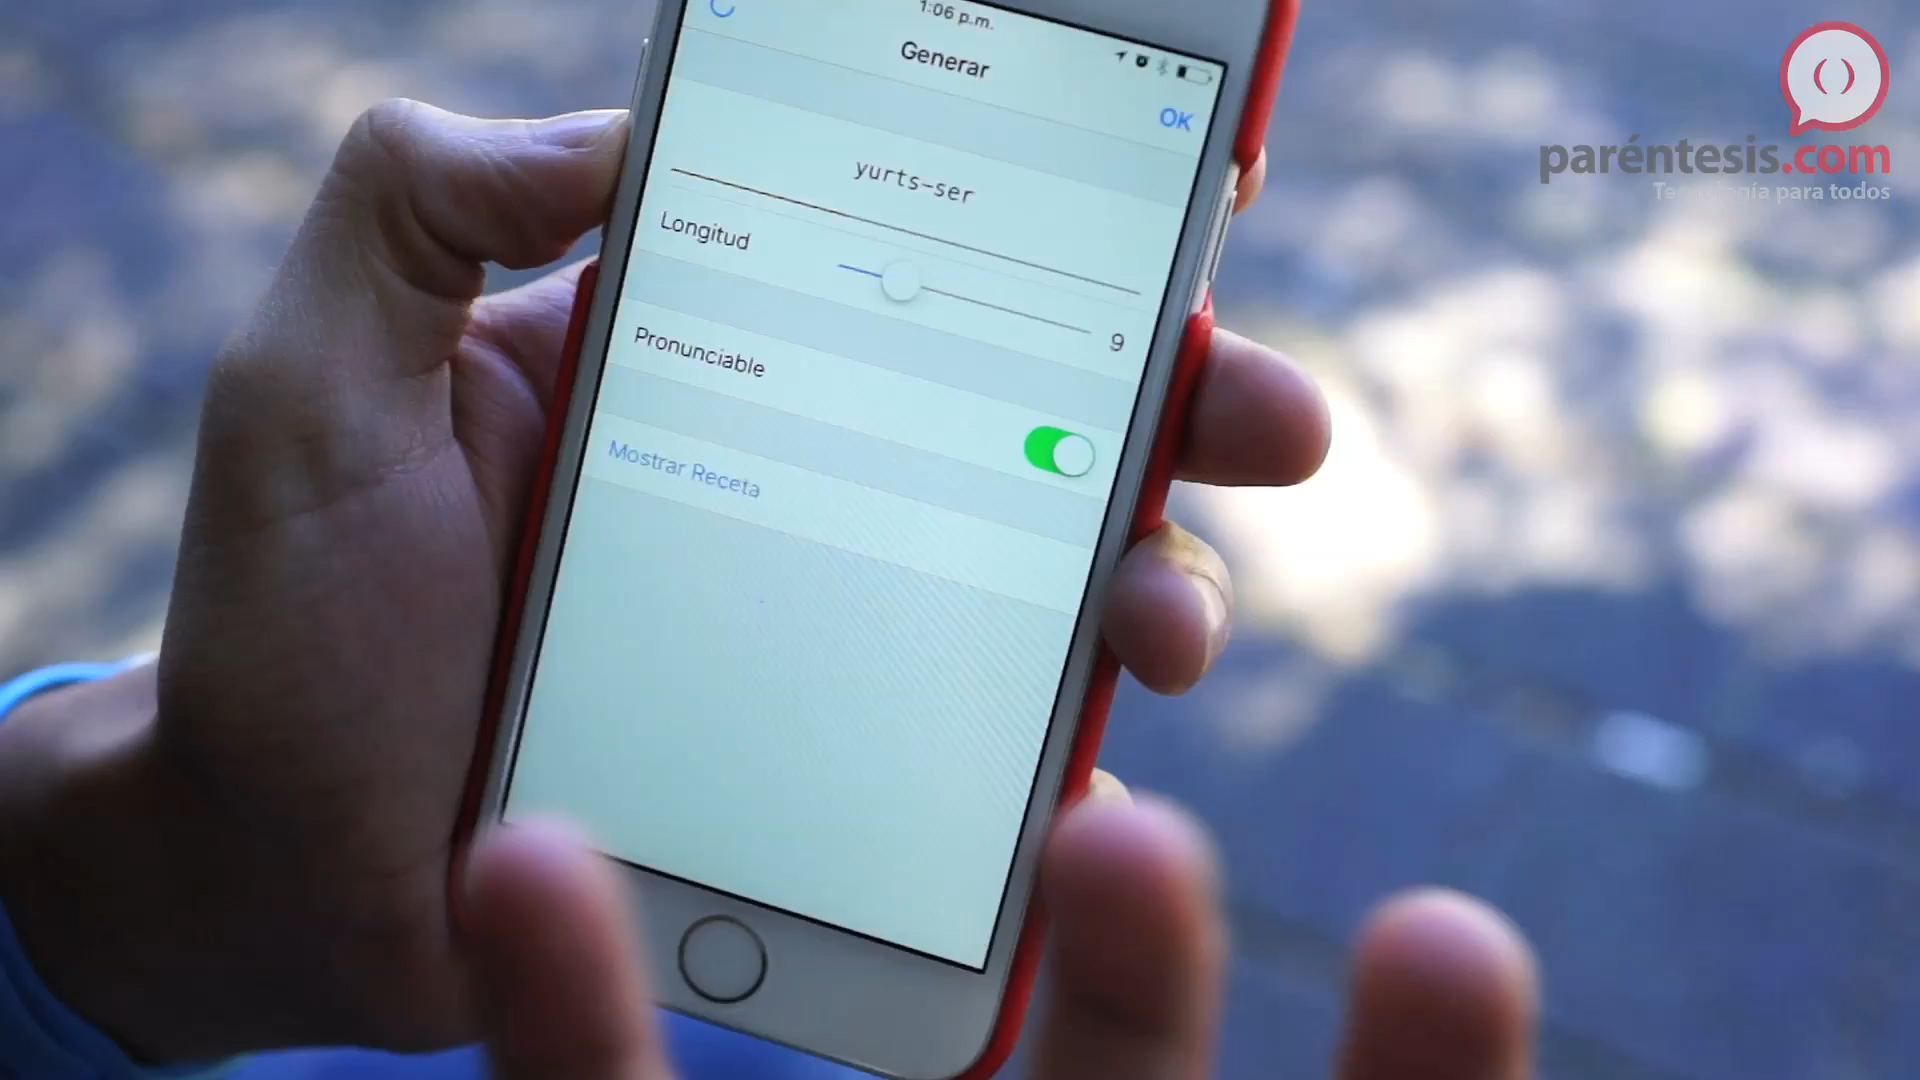 1:06 p.m.
Generar
OK
yurts-ser
Longitud
9
Pronunciable
Mostrar Receta
paréntesis.com
Tecnología para todos